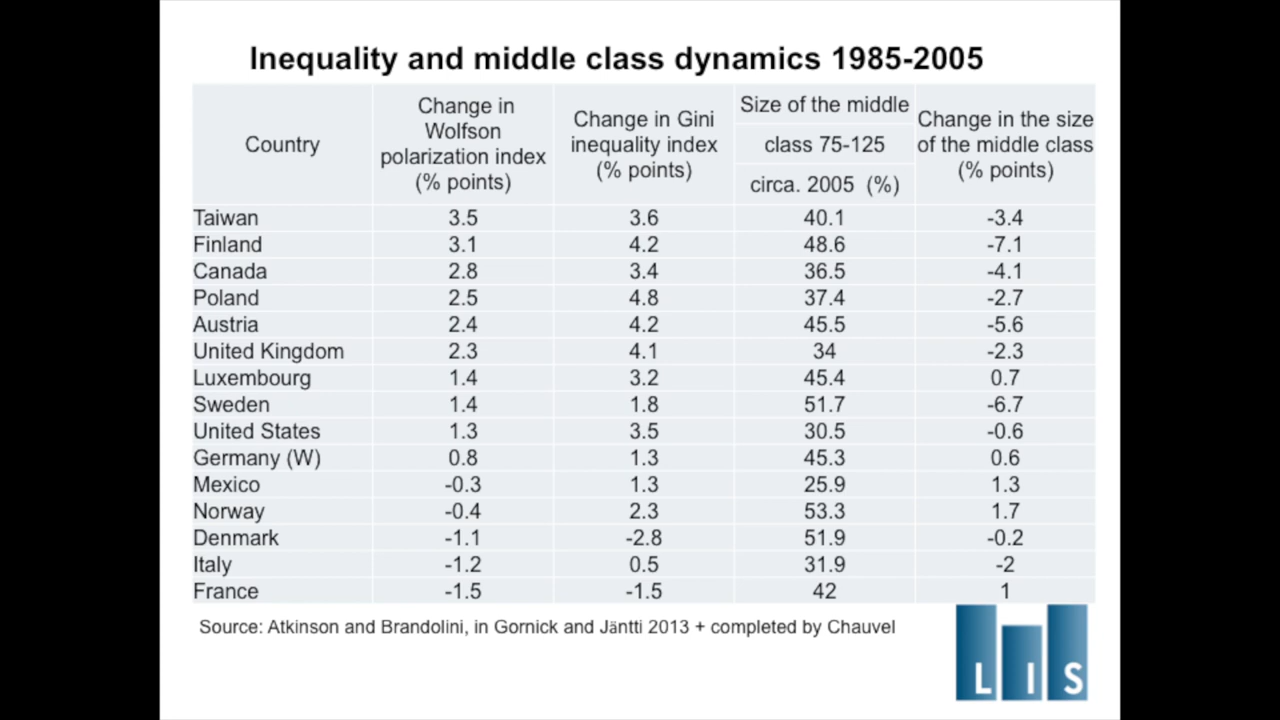 Inequality and middle class dynamics 1985-2005
Country
Change in
Wolfson
polarization index
(% points)
Change in Gini
inequality index
(% points)
Size of the middle
class 75-125
circa. 2005 (%)
Change in the size
of the middle class
(% points)
Taiwan 3.5 3.6 40.1 -3.4
Finland 3.1 4.2 48.6 -7.1
Canada 2.8 3.4 36.5 -4.1
Poland 2.5 4.8 37.4 -2.7
Austria 2.4 4.2 45.5 -5.6
United Kingdom 2.3 4.1 34 -2.3
Luxembourg 1.4 3.2 45.4 0.7
Sweden 1.4 1.8 51.7 -6.7
United States 1.3 3.5 30.5 -0.6
Germany (W) 0.8 1.3 45.3 0.6
Mexico -0.3 1.3 25.9 1.3
Norway -0.4 2.3 53.3 1.7
Denmark -1.1 -2.8 51.9 -0.2
Italy -1.2 0.5 31.9 -2
France -1.5 -1.5 42 1
Source: Atkinson and Brandolini, in Gornick and Jäntti 2013 + completed by Chauvel
LIS